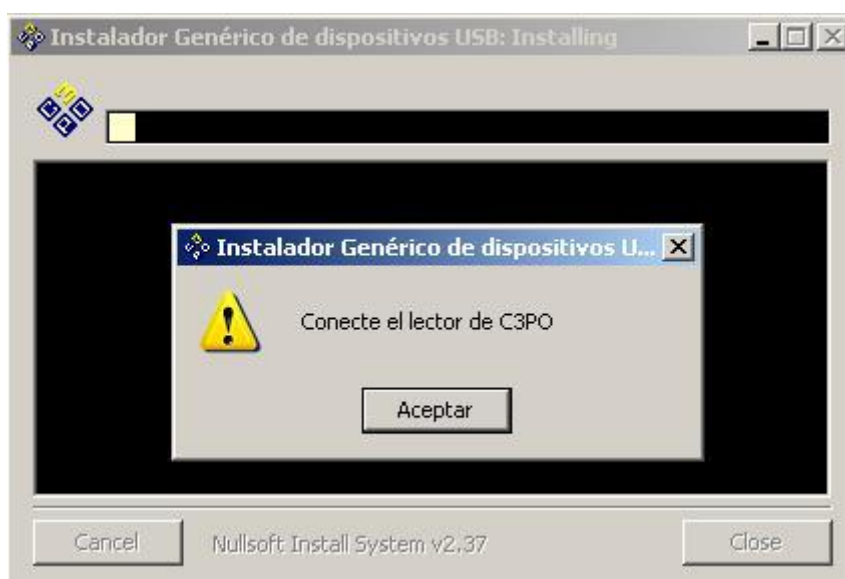 Instalador Genérico de dispositivos USB: Installing
Instalador Genérico de dispositivos U...
Conecte el lector de C3PO
Aceptar
Cancel
Nullsoft Install System v2.37
Close